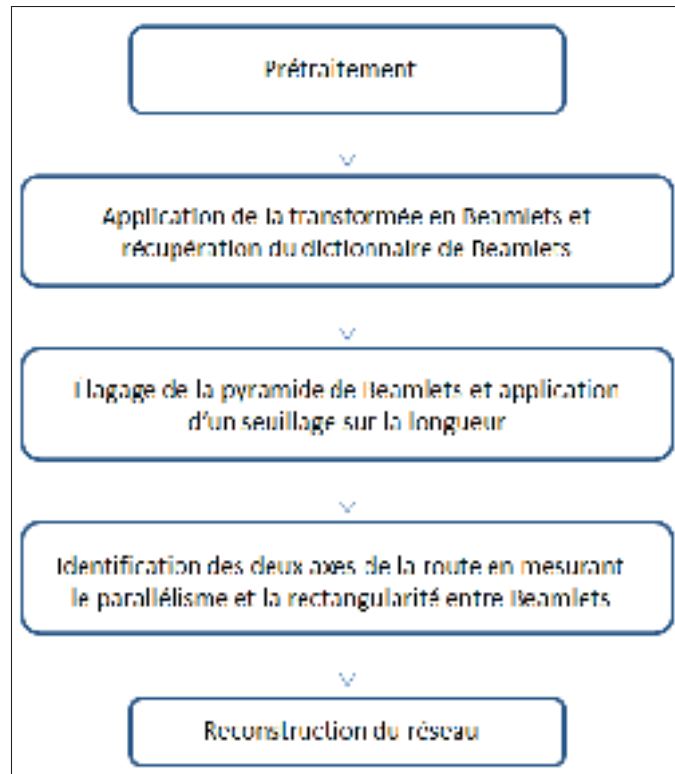 Prétraitement
Application de la transformée en Beamlets et
récupération du dictionnaire de Beamlets
Élagage de la pyramide de Beamlets et application
d'un seuillage sur la longueur
Identification des deux axes de la route en mesurant
le parallélisme et la rectangularité entre Beamlets
Reconstruction du réseau